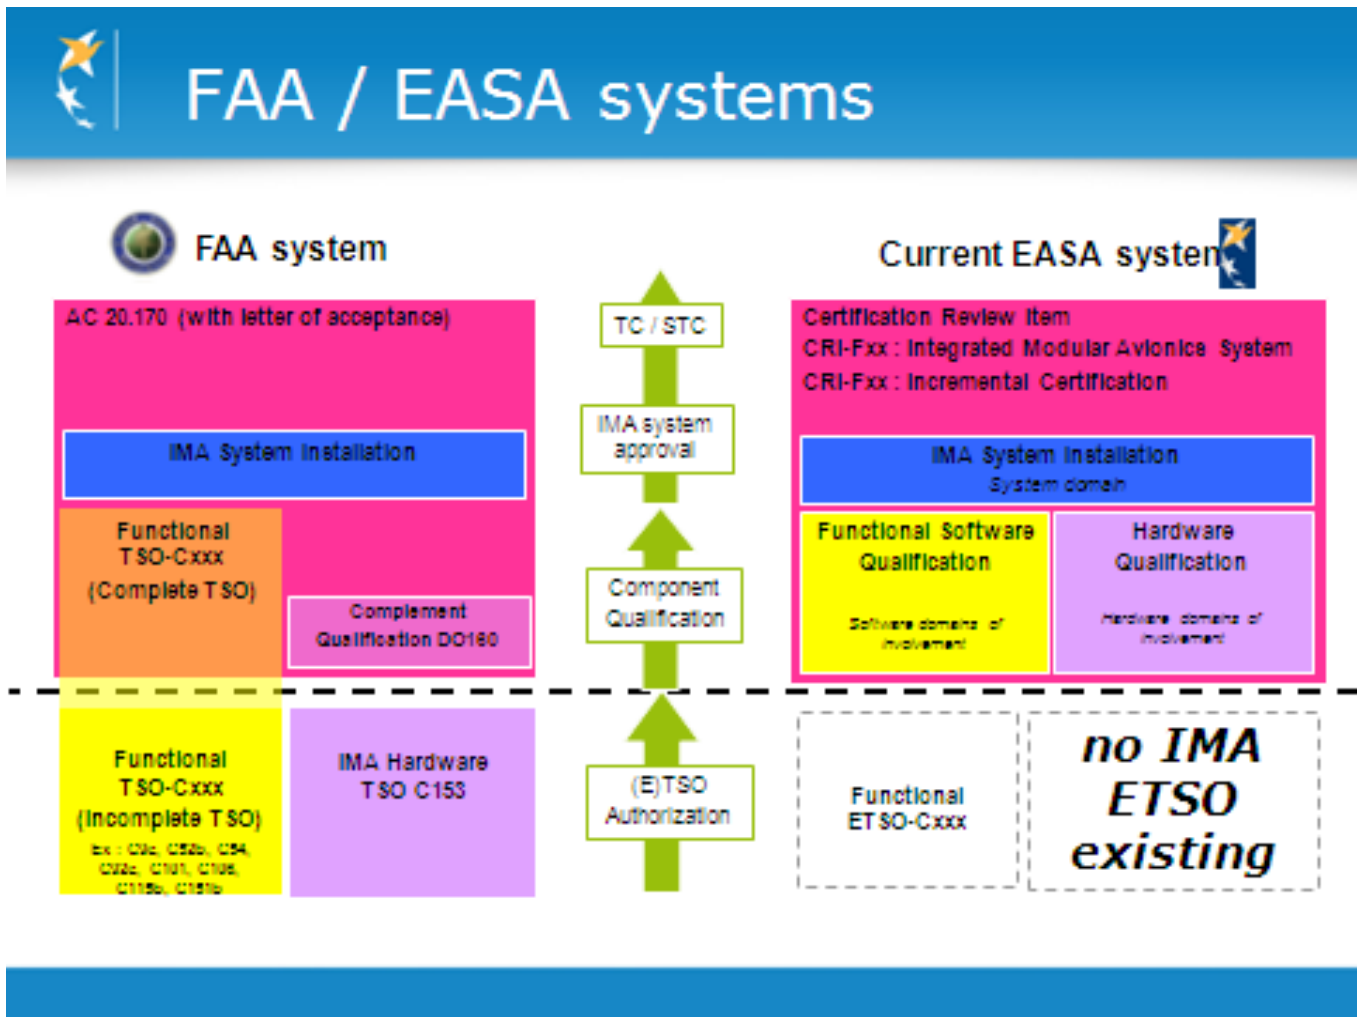 FAA / EASA systems
FAA system
AC 20.170 (with letter of acceptance)
IMA System Installation
Functional
TSO-Cxxx
(Complete TSO)
Complement
Qualification DO160
Functional
TSO-Cxxx
(Incomplete TSO)
IMA Hardware
TSO C153
TC / STC
IMA system
approval
Component
Qualification
(E)TSO
Authorization
Current EASA system
Certification Review Item
CRI-Fxx : Integrated Modular Avionics System
CRI-Fxx : Incremental Certification
IMA System Installation
System domain
Functional Software
Qualification
Software domains of
involvement
Hardware
Qualification
Hardware domains of
involvement
Functional
ETSO-Cxxx
no IMA
ETSO
existing